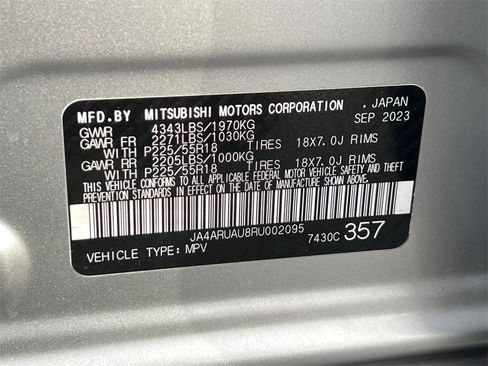 MFD.BY MITSUBISHI MOTORS CORPORATION .JAPAN
GWR 4343LBS/1970KG SEP 2023
GAWR FR 2271LBS/1030KG
WITH P225/55R18 TIRES 18X7.0J RIMS
GAWR RR 2205LBS/1000KG
WITH P225/55R18 TIRES 18X7.0J RIMS
THIS VEHICLE CONFORMS TO ALL APPLICABLE FEDERAL MOTOR VEHICLE SAFETY AND THEFT
PREVENTION STANDARDS IN EFFECT ON THE DATE OF MANUFACTURE SHOWN ABOVE.
JA4ARUAU8RU002095
VEHICLE TYPE: MPV 7430C 357